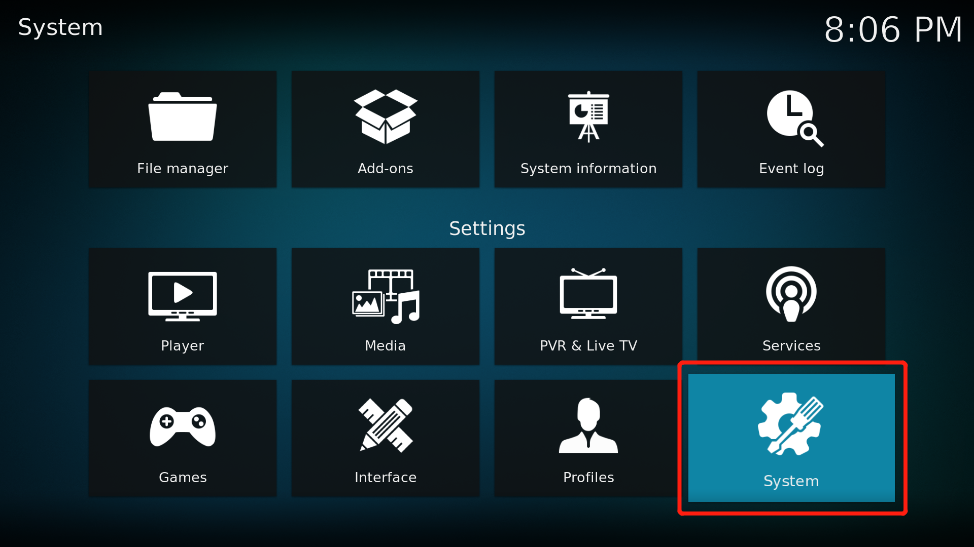 System
8:06 PM
File manager
Add-ons
System information
Event log
Settings
Player
Media
PVR & Live TV
Services
Games
Interface
Profiles
System